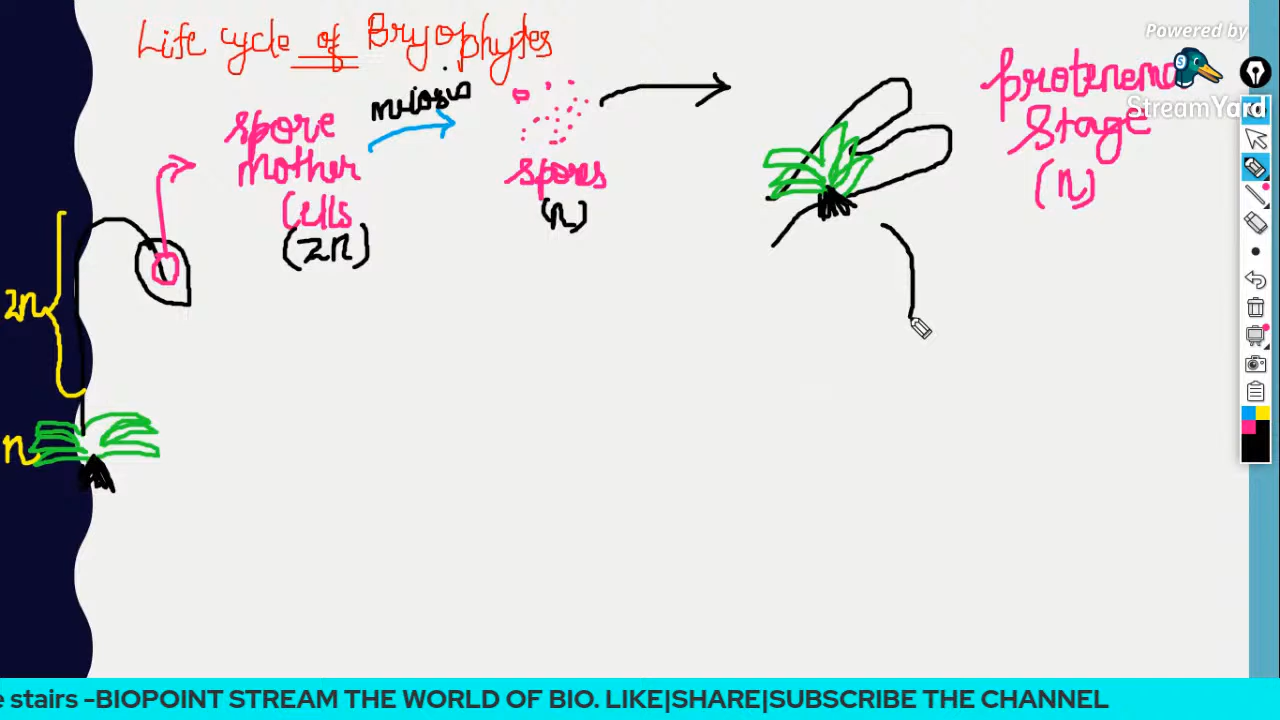 Life cycle of Bryophytes
Powered by
StreamYard
protenema
stage
(n)
meiosis
spore
mother
cells
(2n)
spores
(n)
2n
n
e stairs -BIOPOINT STREAM THE WORLD OF BIO. LIKE|SHARE|SUBSCRIBE THE CHANNEL